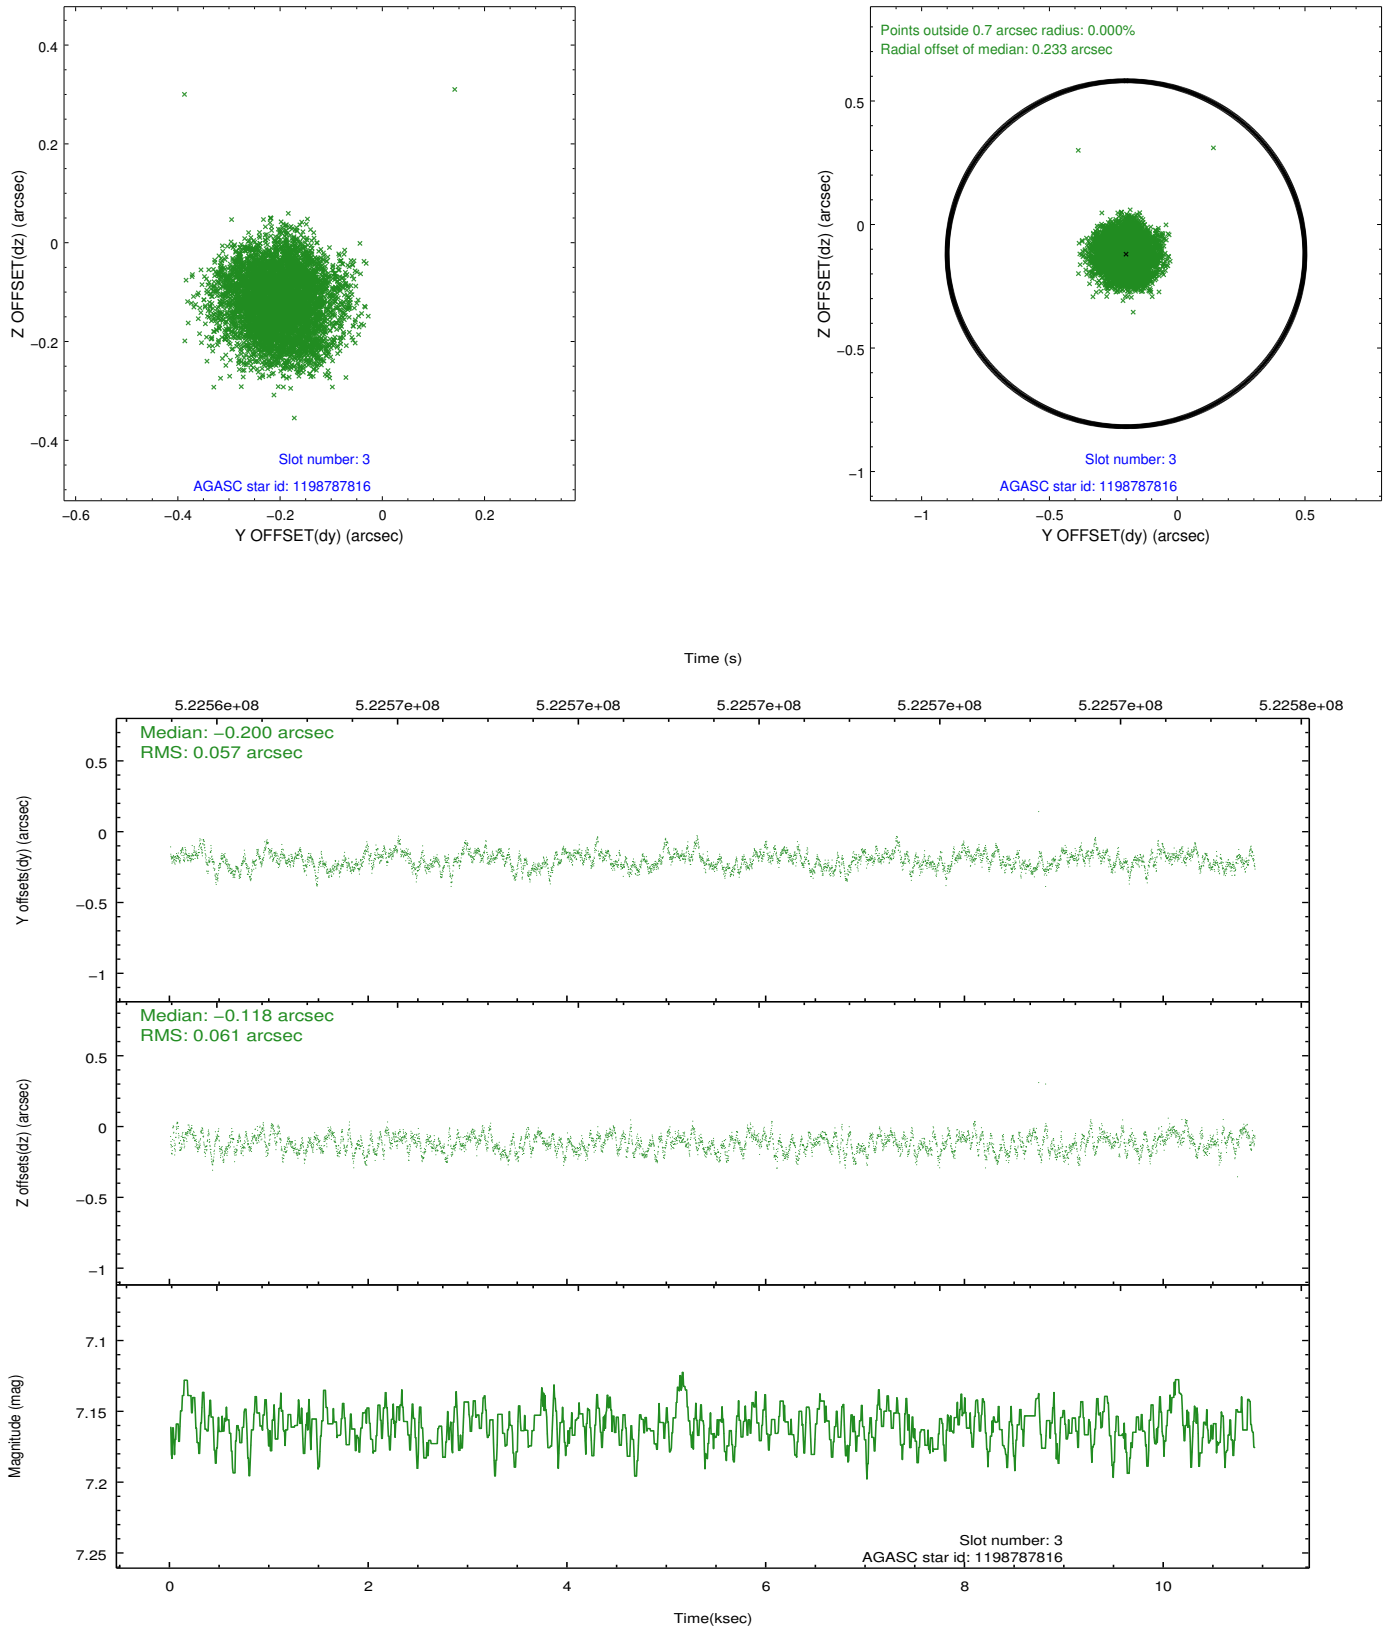 0.4
0.2
0
−0.2
−0.4
Z OFFSET(dz) (arcsec)
Slot number: 3
AGASC star id: 1198787816
−0.6 −0.4 −0.2 0 0.2
Y OFFSET(dy) (arcsec)
Points outside 0.7 arcsec radius: 0.000%
Radial offset of median: 0.233 arcsec
0.5
0
−0.5
−1
Z OFFSET(dz) (arcsec)
Slot number: 3
AGASC star id: 1198787816
−1 −0.5 0 0.5
Y OFFSET(dy) (arcsec)
Time (s)
5.2256e+08 5.2257e+08 5.2257e+08 5.2257e+08 5.2257e+08 5.2257e+08 5.2258e+08
Median: −0.200 arcsec
RMS: 0.057 arcsec
0.5
0
−0.5
−1
Y offsets(dy) (arcsec)
Median: −0.118 arcsec
RMS: 0.061 arcsec
0.5
0
−0.5
−1
Z offsets(dz) (arcsec)
7.1
7.15
7.2
7.25
Magnitude (mag)
Slot number: 3
AGASC star id: 1198787816
0 2 4 6 8 10
Time(ksec)